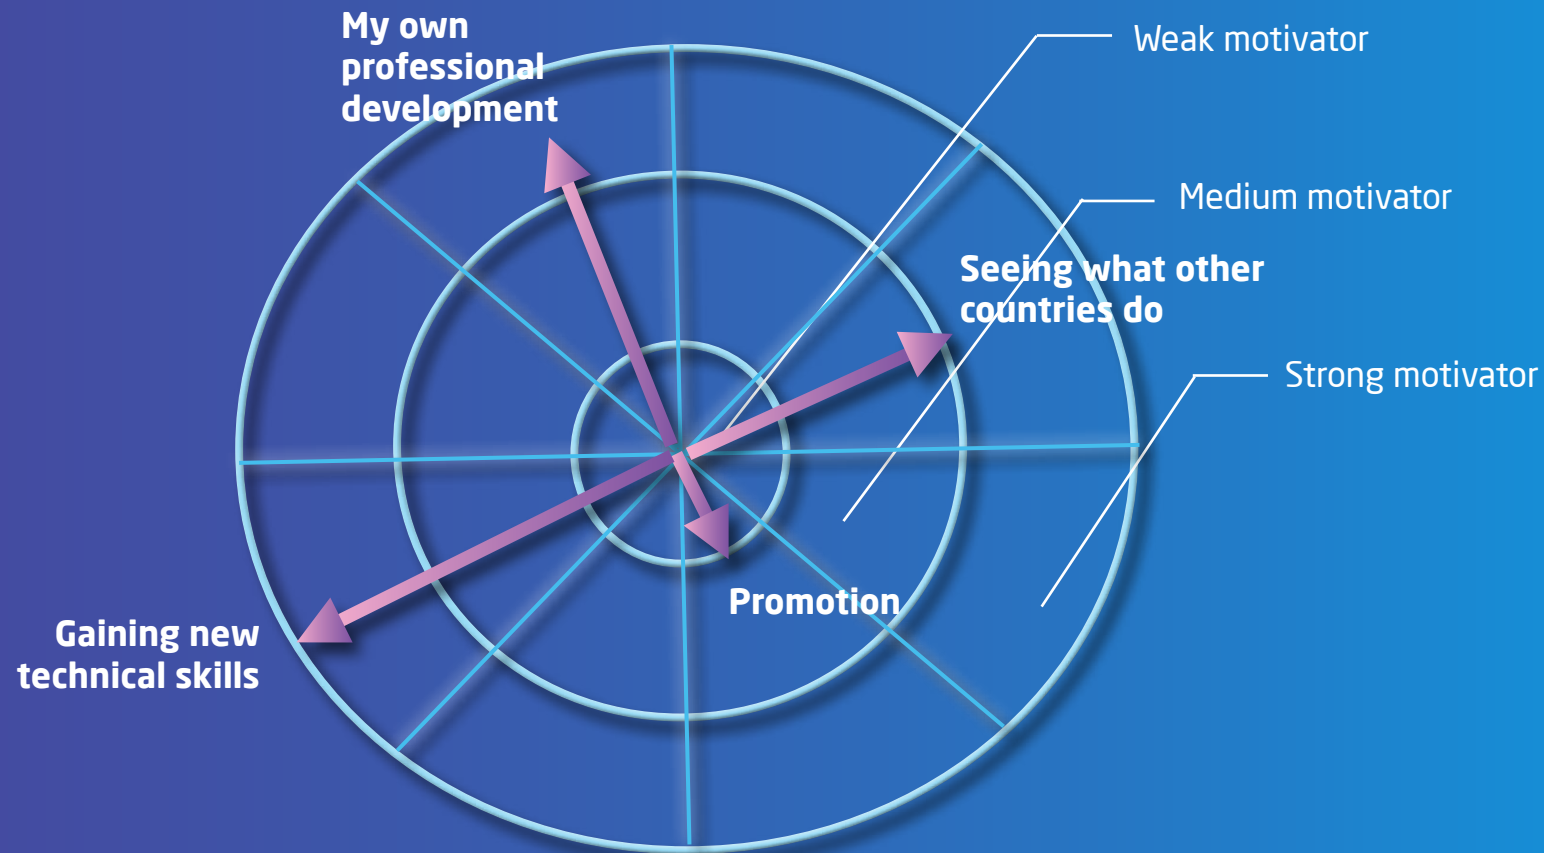 My own
professional
development
Weak motivator
Medium motivator
Seeing what other
countries do
Strong motivator
Promotion
Gaining new
technical skills